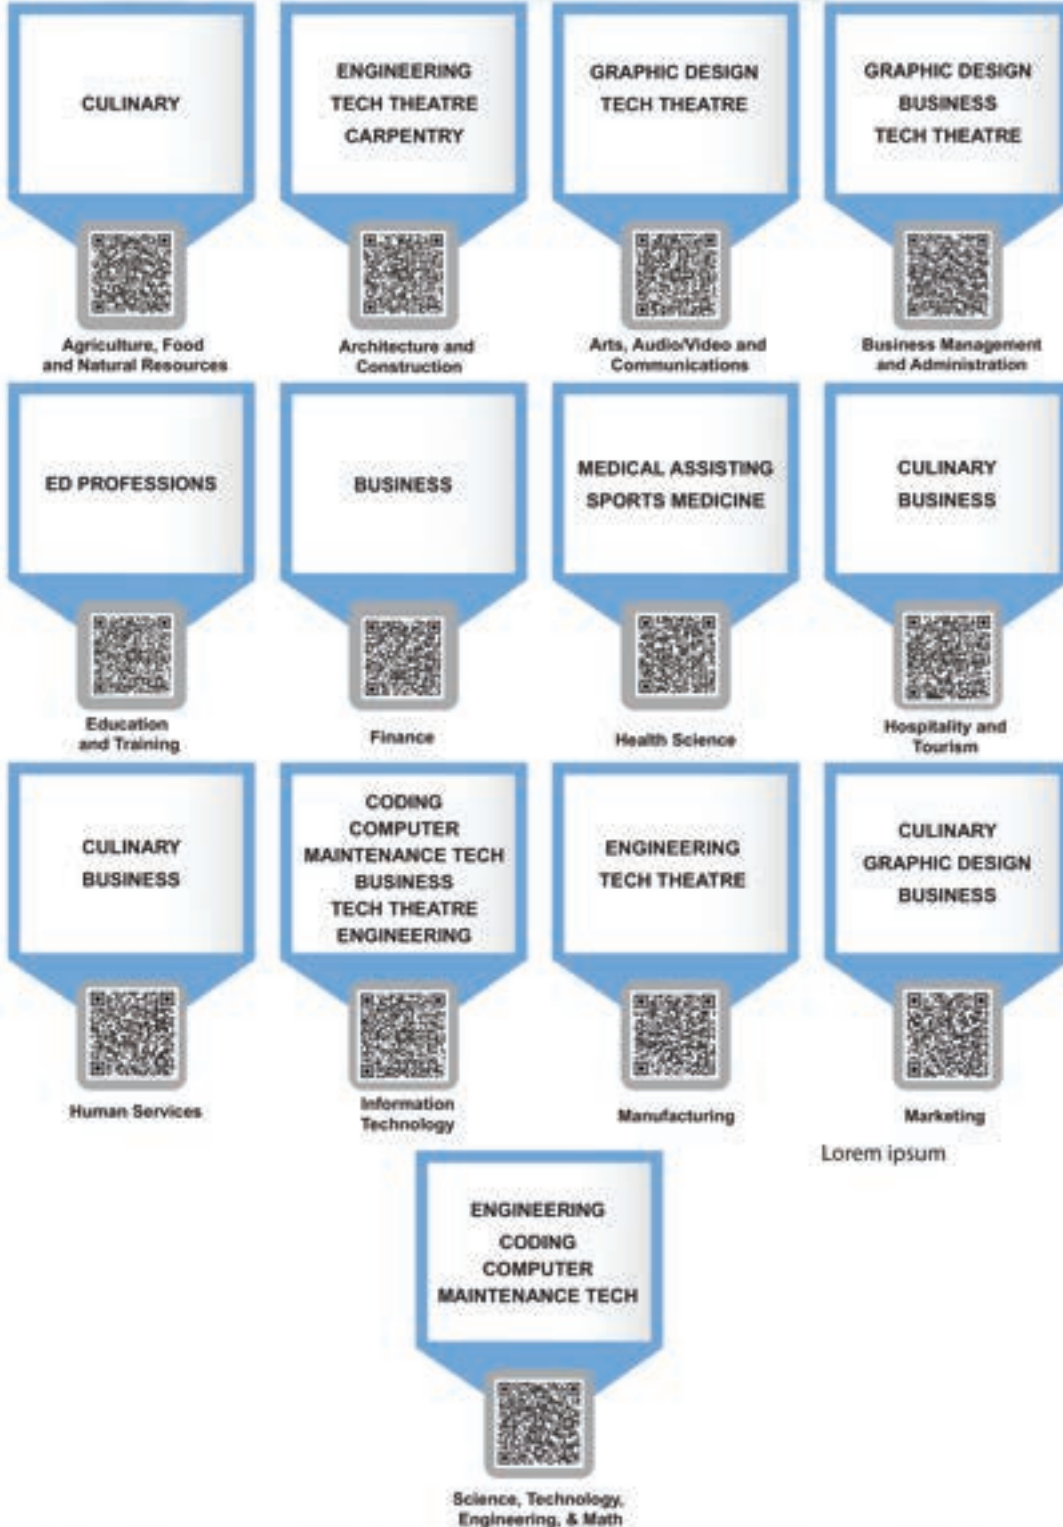 CULINARY
Agriculture, Food
and Natural Resources
ENGINEERING
TECH THEATRE
CARPENTRY
Architecture and
Construction
GRAPHIC DESIGN
TECH THEATRE
Arts, Audio/Video and
Communications
GRAPHIC DESIGN
BUSINESS
TECH THEATRE
Business Management
and Administration
ED PROFESSIONS
Education
and Training
BUSINESS
Finance
MEDICAL ASSISTING
SPORTS MEDICINE
Health Science
CULINARY
BUSINESS
Hospitality and
Tourism
CULINARY
BUSINESS
Human Services
CODING
COMPUTER
MAINTENANCE TECH
BUSINESS
TECH THEATRE
ENGINEERING
Information
Technology
ENGINEERING
TECH THEATRE
Manufacturing
CULINARY
GRAPHIC DESIGN
BUSINESS
Marketing
Lorem ipsum
ENGINEERING
CODING
COMPUTER
MAINTENANCE TECH
Science, Technology,
Engineering, & Math